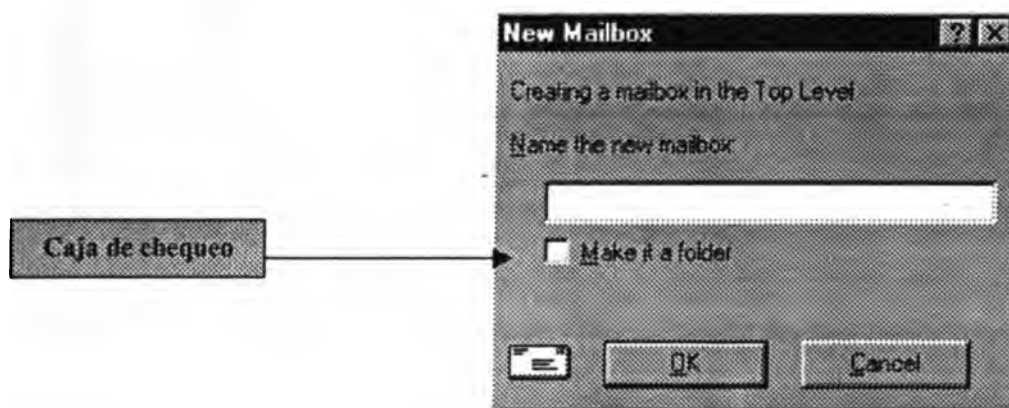 New Mailbox
Creating a mailbox in the Top Level
Name the new mailbox:
Caja de chequeo
Make it a folder
OK
Cancel